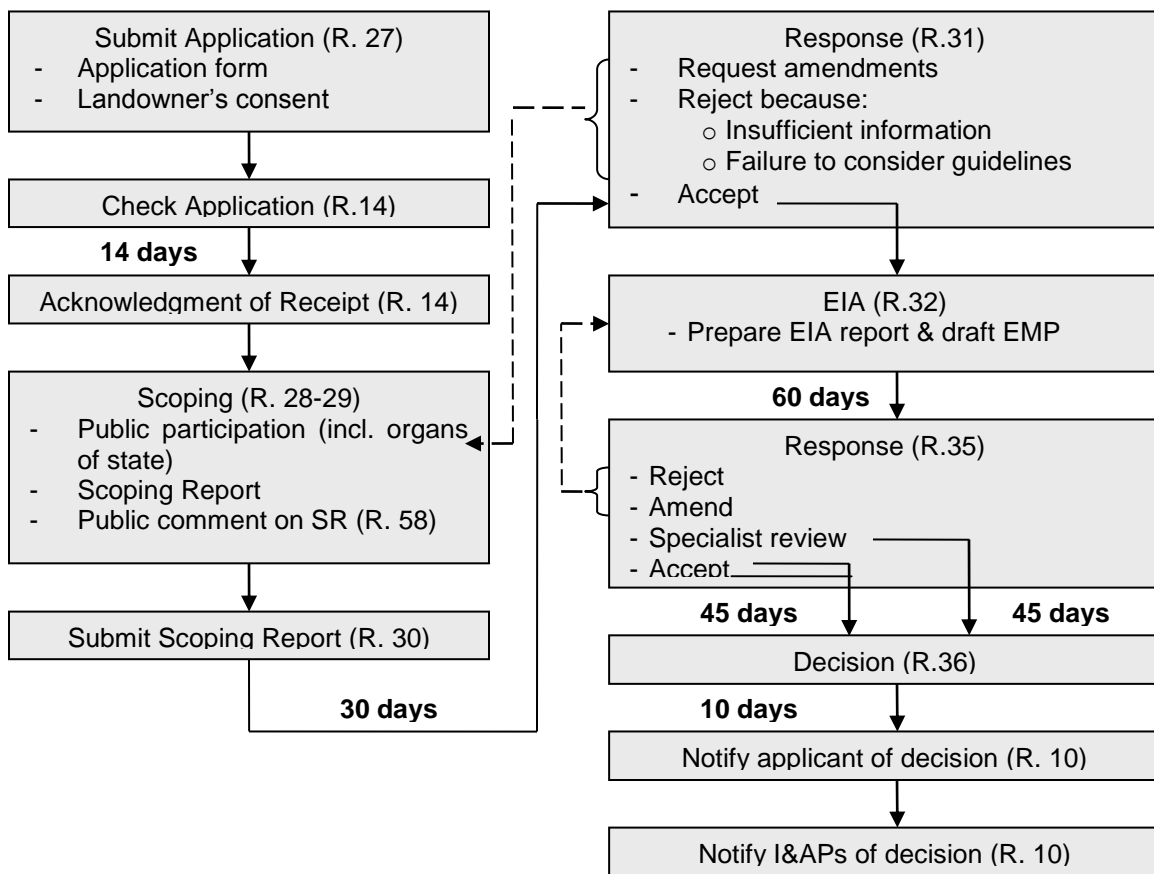 Submit Application (R. 27)
- Application form
- Landowner's consent
Check Application (R.14)
14 days
Acknowledgment of Receipt (R. 14)
Scoping (R. 28-29)
- Public participation (incl. organs
of state)
- Scoping Report
- Public comment on SR (R. 58)
Submit Scoping Report (R. 30)
30 days
Response (R.31)
- Request amendments
- Reject because:
o Insufficient information
o Failure to consider guidelines
- Accept
EIA (R.32)
- Prepare EIA report & draft EMP
60 days
Response (R.35)
- Reject
- Amend
- Specialist review
- Accept
45 days 45 days
Decision (R.36)
10 days
Notify applicant of decision (R. 10)
Notify I&APs of decision (R. 10)